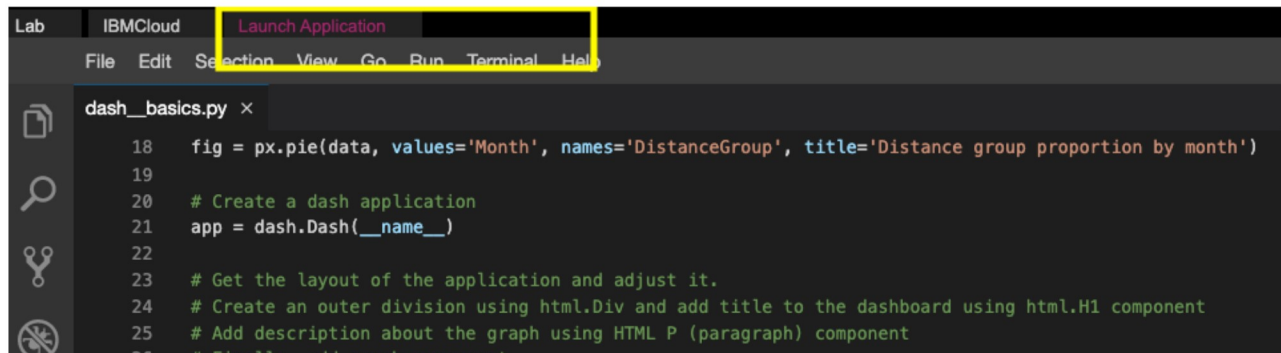 Lab IBMCloud Launch Application
File Edit Selection View Go Run Terminal Help
dash__basics.py ×
18 fig = px.pie(data, values='Month', names='DistanceGroup', title='Distance group proportion by month')
19
20 # Create a dash application
21 app = dash.Dash(__name__)
22
23 # Get the layout of the application and adjust it.
24 # Create an outer division using html.Div and add title to the dashboard using html.H1 component
25 # Add description about the graph using HTML P (paragraph) component